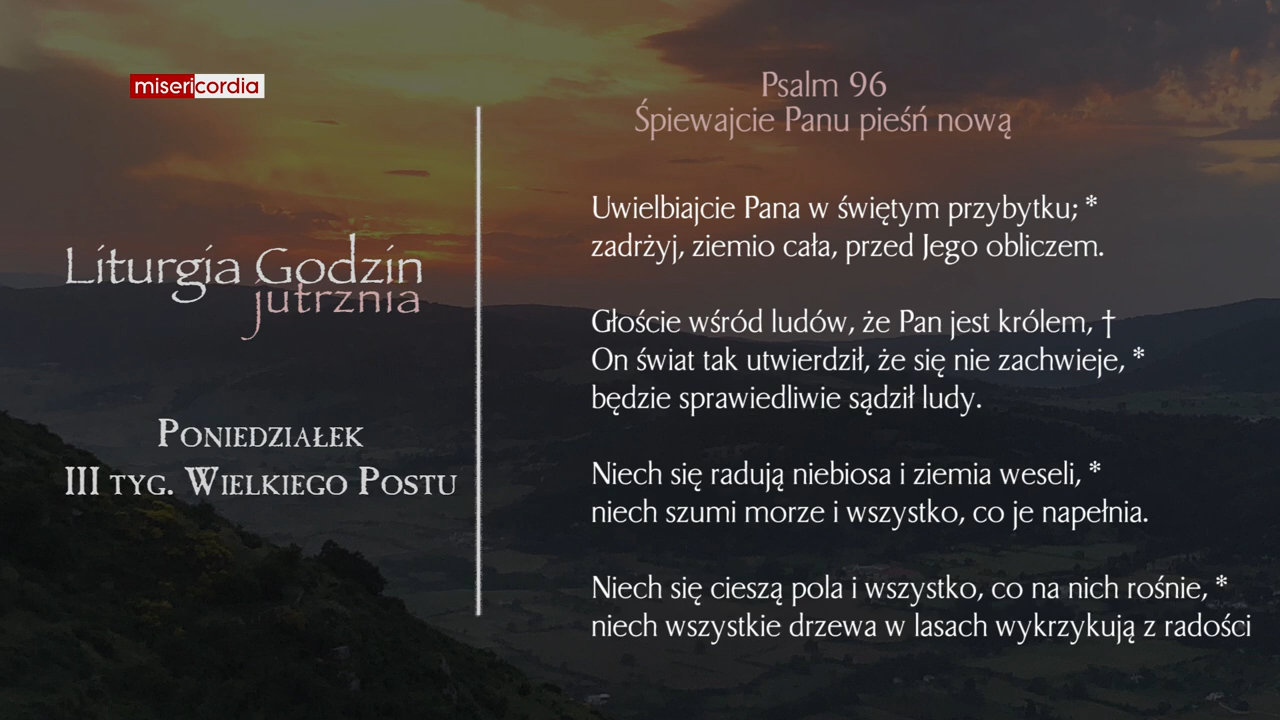 misericordia
Liturgia Godzin
jutrznia
Poniedziałek
III tyg. Wielkiego Postu
Psalm 96
Śpiewajcie Panu pieśń nową
Uwielbiajcie Pana w świętym przybytku; *
zadrżyj, ziemio cała, przed Jego obliczem.
Głoście wśród ludów, że Pan jest królem, †
On świat tak utwierdził, że się nie zachwieje, *
będzie sprawiedliwie sądził ludy.
Niech się radują niebiosa i ziemia weseli, *
niech szumi morze i wszystko, co je napełnia.
Niech się cieszą pola i wszystko, co na nich rośnie, *
niech wszystkie drzewa w lasach wykrzykują z radości